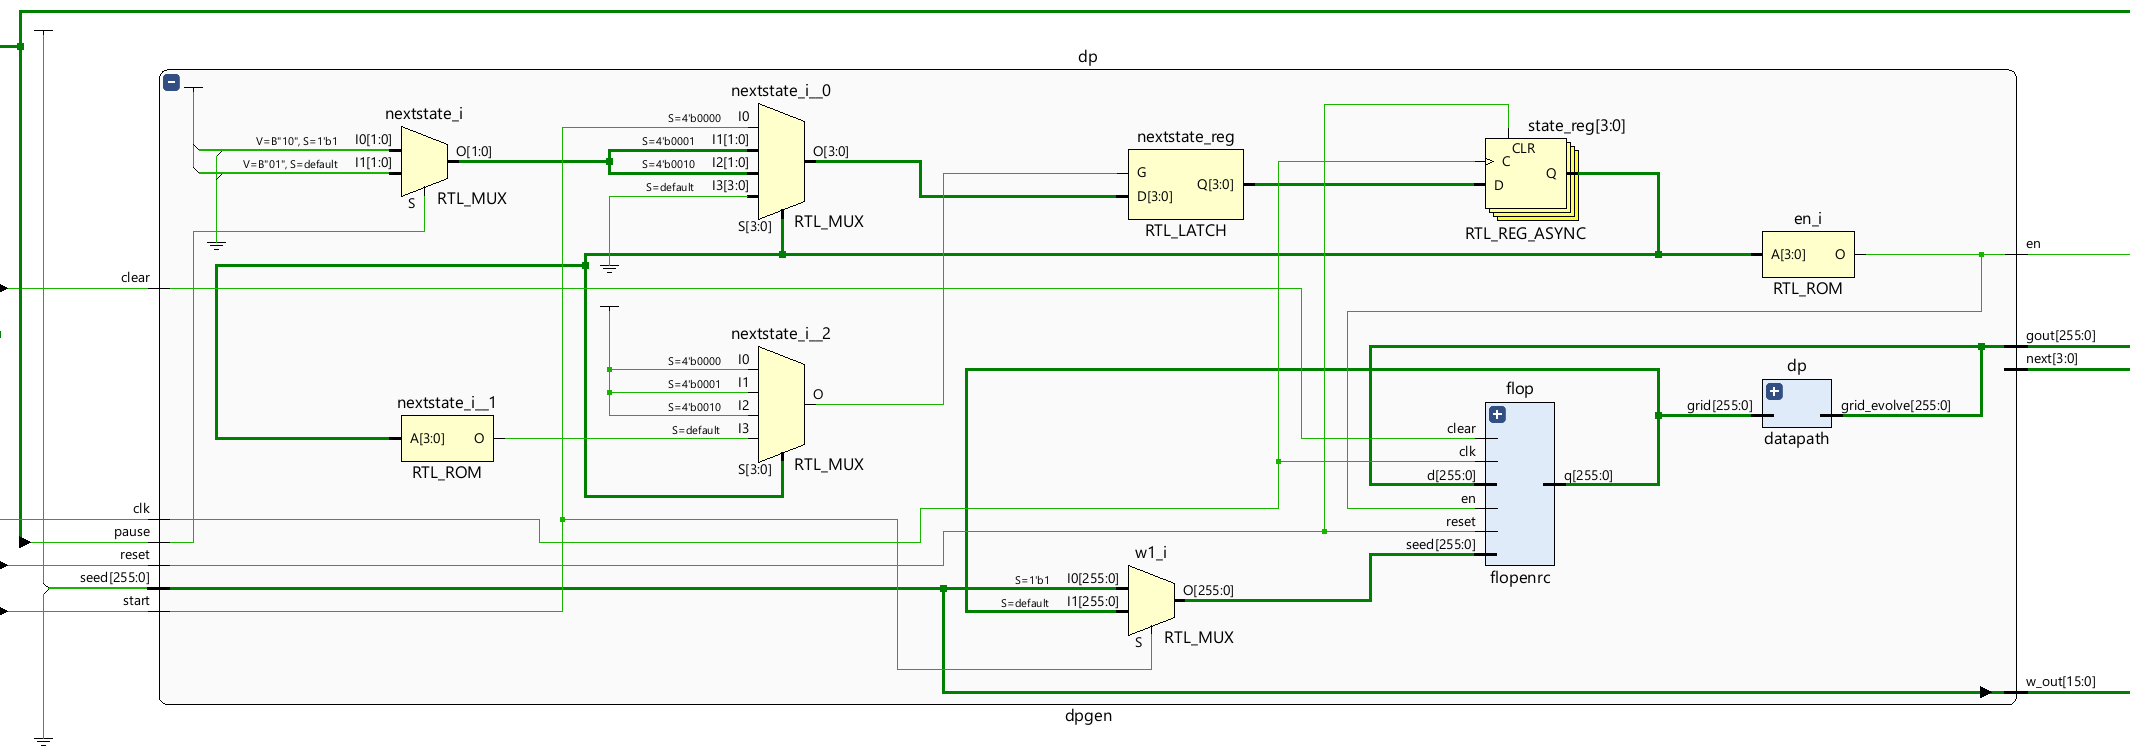 dp
nextstate_i
V=B"10", S=1'b1 I0[1:0]
V=B"01", S=default I1[1:0]
O[1:0]
S
RTL_MUX
nextstate_i__0
S=4'b0000 I0
S=4'b0001 I1[1:0]
S=4'b0010 I2[1:0]
S=default I3[3:0]
O[3:0]
S[3:0]
RTL_MUX
nextstate_reg
G
D[3:0]
Q[3:0]
RTL_LATCH
state_reg[3:0]
CLR
C
D
Q
RTL_REG_ASYNC
en_i
A[3:0] O
RTL_ROM
en
clear
nextstate_i__2
S=4'b0000 I0
S=4'b0001 I1
S=4'b0010 I2
S=default I3
O
S[3:0]
RTL_MUX
nextstate_i__1
A[3:0] O
RTL_ROM
gout[255:0]
next[3:0]
dp
grid[255:0]
grid_evolve[255:0]
datapath
flop
clear
clk
d[255:0]
en
reset
seed[255:0]
q[255:0]
flopenrc
clk
pause
reset
seed[255:0]
start
w1_i
S=1'b1 I0[255:0]
S=default I1[255:0]
O[255:0]
S
RTL_MUX
w_out[15:0]
dpgen